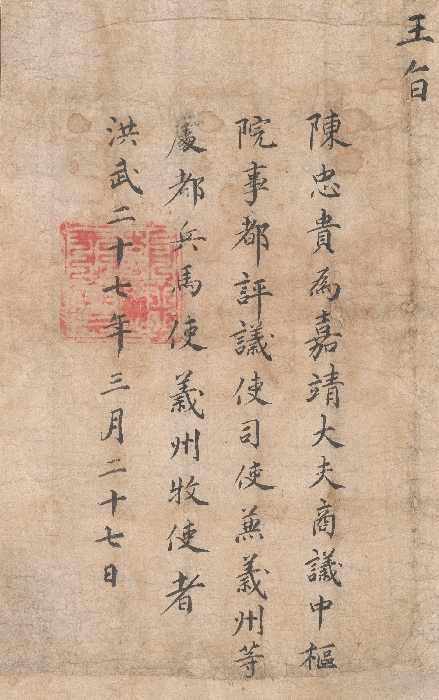 王旨
陳忠貴爲嘉靖大夫商議中樞
院事都評議使司使兼義州等
處都兵馬使義州牧使者
洪武二十七年三月二十七日